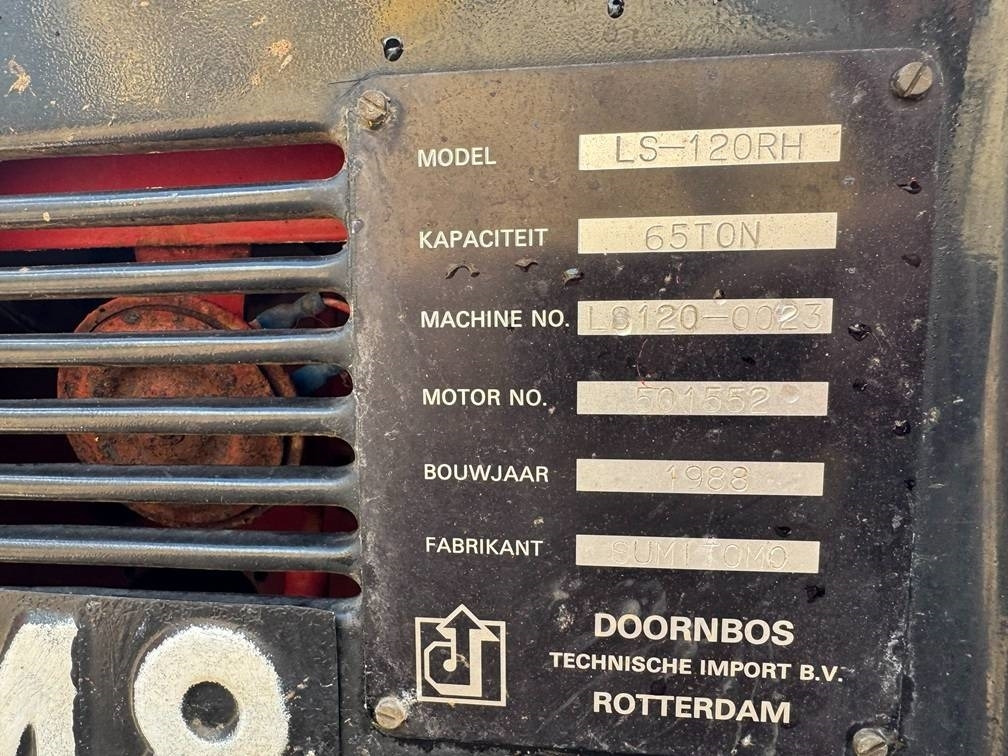 MODEL LS-120RH
KAPACITEIT 65TON
MACHINE NO. LS120-0023
MOTOR NO. 501552
BOUWJAAR 1988
FABRIKANT SUMITOMO
DOORNBOS
TECHNISCHE IMPORT B.V.
ROTTERDAM